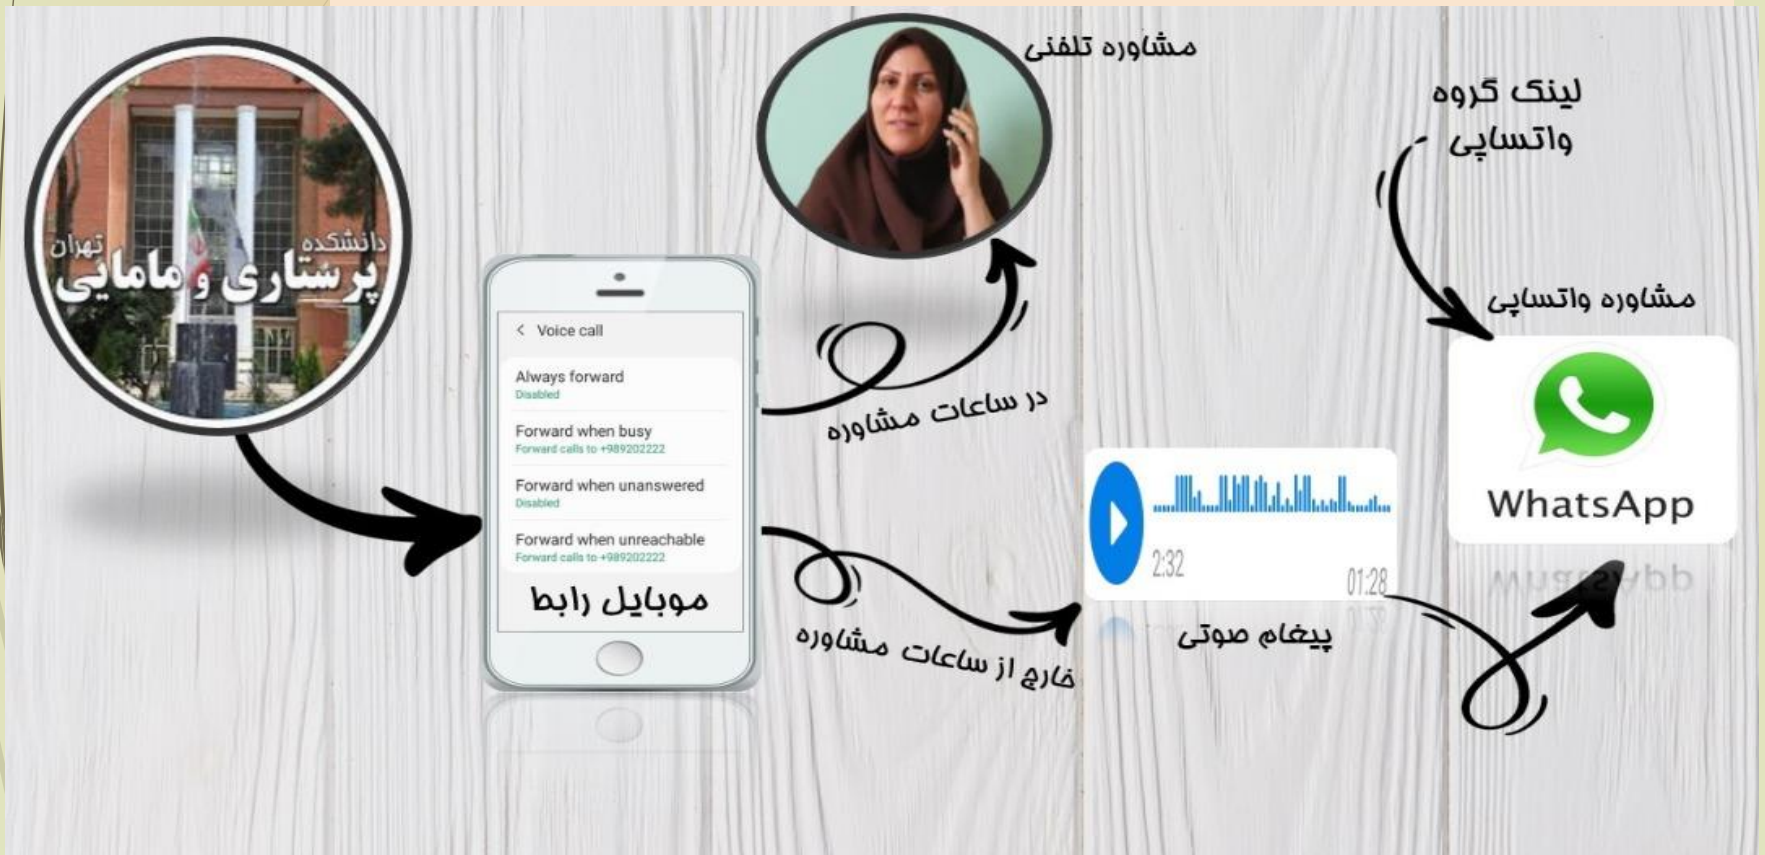 دانشکده
پرستاری و مامایی
تهران
< Voice call
Always forward
Disabled
Forward when busy
Forward calls to +989202222
Forward when unanswered
Disabled
Forward when unreachable
Forward calls to +989202222
موبایل رابط
مشاوره تلفنی
در ساعات مشاوره
خارج از ساعات مشاوره
2:32
01:28
پیغام صوتی
لینک گروه
واتساپی
مشاوره واتساپی
WhatsApp